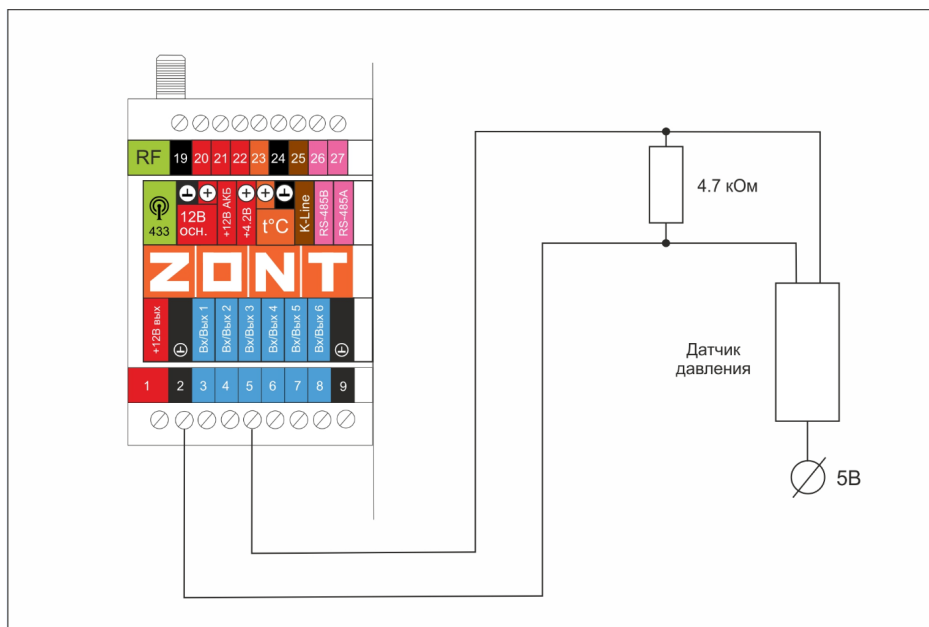 RF 19 20 21 22 23 24 25 26 27
433
12В
осн.
+12В АКБ
+4.2В
t°C
K-Line
RS-485B
RS-485A
ZONT
+12В вых
Вх/Вых 1
Вх/Вых 2
Вх/Вых 3
Вх/Вых 4
Вх/Вых 5
Вх/Вых 6
1 2 3 4 5 6 7 8 9
4.7 кОм
Датчик
давления
5В